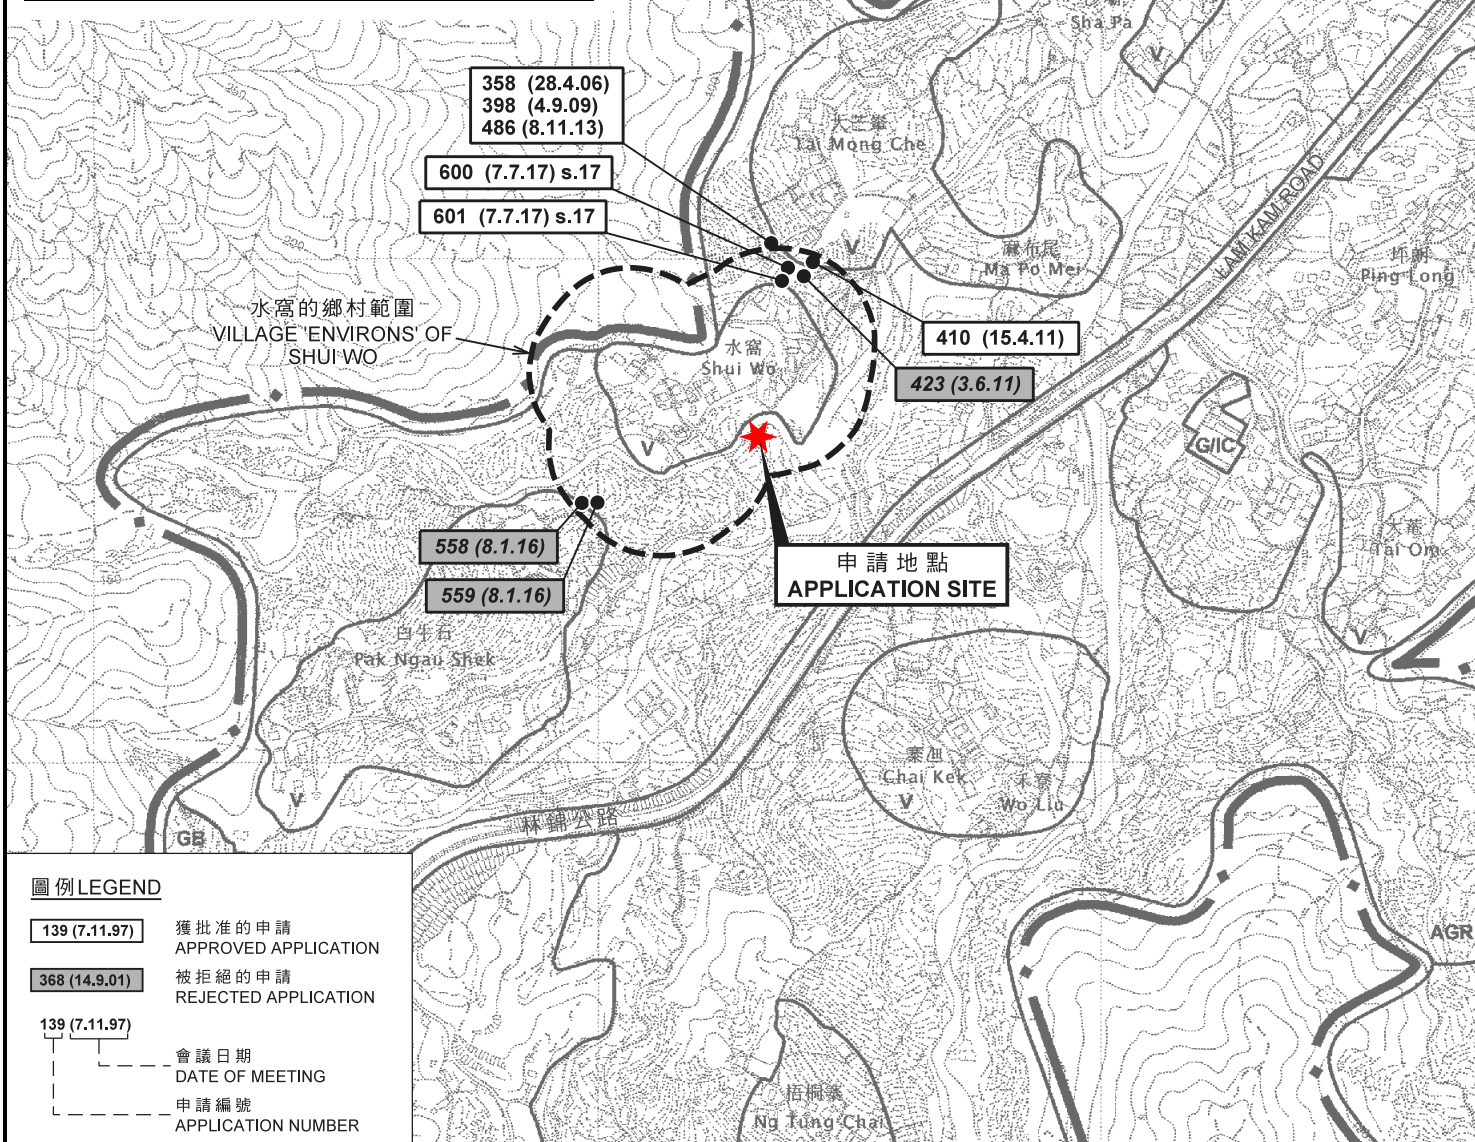 Sha Pa
V
358 (28.4.06)
398 (4.9.09)
486 (8.11.13)
Tai Mong Che
600 (7.7.17) s.17
601 (7.7.17) s.17
LAM KAM ROAD
V
麻布尾
Ma Po Mei
坪朗
Ping Long
200
水窩的鄉村範圍
VILLAGE 'ENVIRONS' OF
SHUI WO
水窩
Shui Wo
410 (15.4.11)
423 (3.6.11)
V
G/IC
大菴
Tai Om
558 (8.1.16)
申請地點
APPLICATION SITE
150
559 (8.1.16)
白牛石
Pak Ngau Shek
V
寨乪
Chai Kek
V
禾寮
Wo Liu
V
林錦公路
GB
AGR
圖例 LEGEND
139 (7.11.97)
獲批准的申請
APPROVED APPLICATION
368 (14.9.01)
被拒絕的申請
REJECTED APPLICATION
139 (7.11.97)
會議日期
DATE OF MEETING
申請編號
APPLICATION NUMBER
梧桐寨
Ng Tung Chai